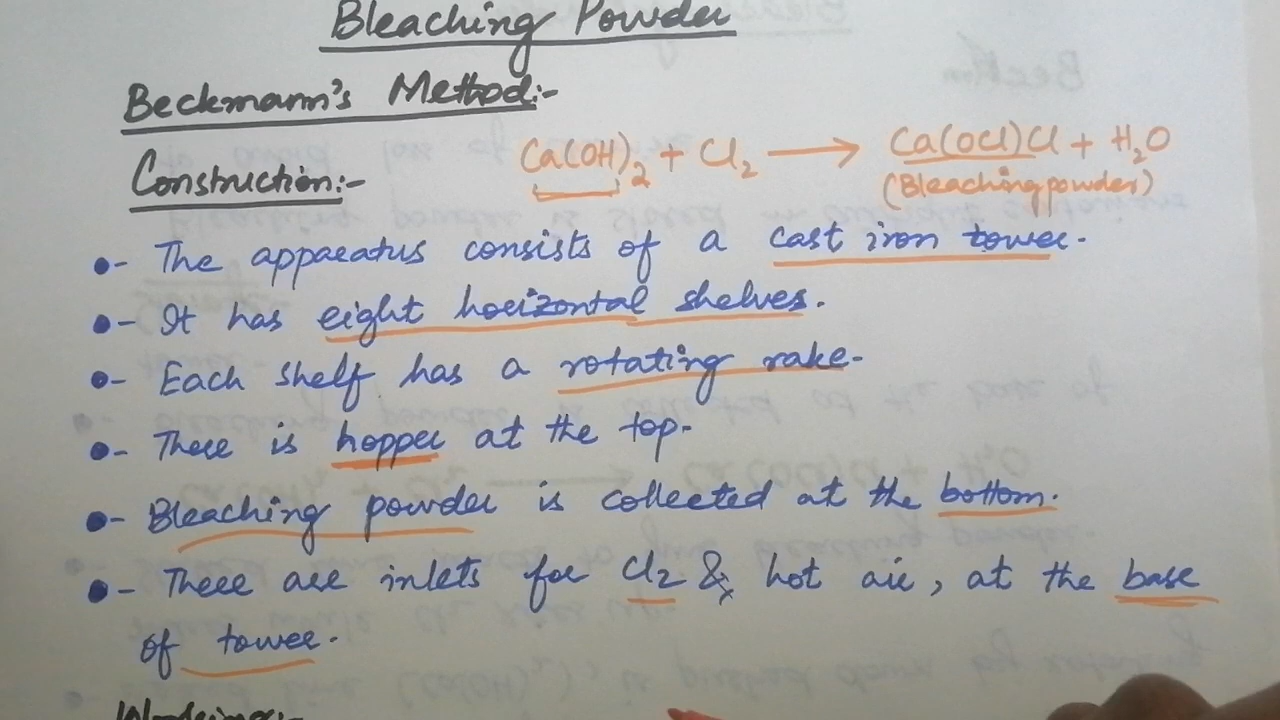 Bleaching Powder
Beckmann's Method:-
Ca(OH)₂ + Cl₂ ⟶ Ca(OCl)Cl + H₂O
Construction:-
(Bleaching powder)
•- The apparatus consists of a cast iron tower.
•- It has eight horizontal shelves.
•- Each shelf has a rotating rake.
•- There is hopper at the top.
•- Bleaching powder is collected at the bottom.
•- There are inlets for Cl2 & hot air, at the base
of tower.